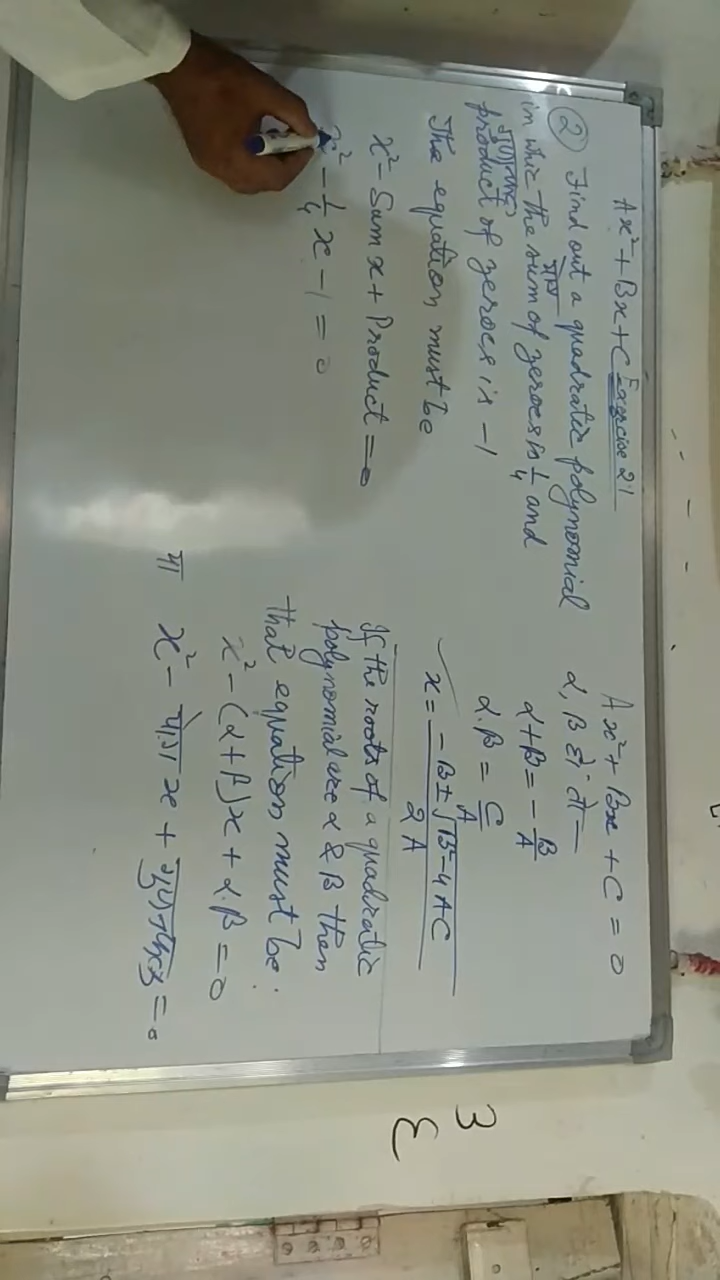 Ax² + Bx + C Exercise 2.1
② Find out a quadratic polynomial
in whic the sum of zeroes is 1/4 and
product of zeroes is -1
The equation must be
x² - Sum x + Product = 0
x² - 1/4 x - 1 = 0
Ax² + Bx + C = 0
α, β
α + β = - B/A
α . β = C/A
x = - B ± √B² - 4AC / 2A
If the roots of a quadratic
polynomial are α & β then
that equation must be :
x² - (α + β)x + α . β = 0
या x² - योग x + गुणनफल = 0
3